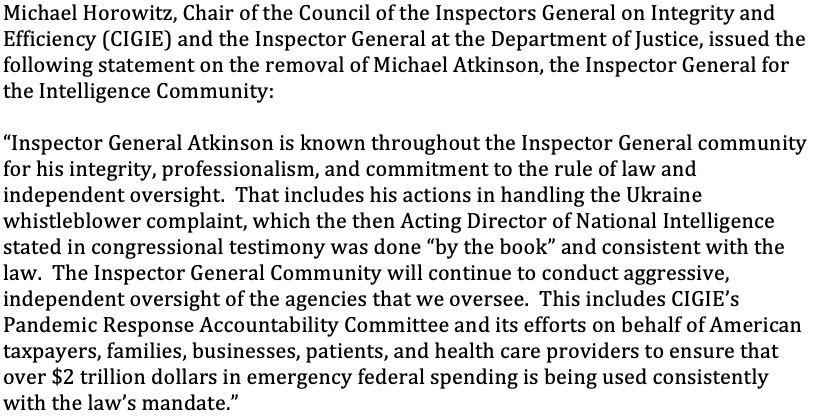 Michael Horowitz, Chair of the Council of the Inspectors General on Integrity and
Efficiency (CIGIE) and the Inspector General at the Department of Justice, issued the
following statement on the removal of Michael Atkinson, the Inspector General for
the Intelligence Community:
“Inspector General Atkinson is known throughout the Inspector General community
for his integrity, professionalism, and commitment to the rule of law and
independent oversight.  That includes his actions in handling the Ukraine
whistleblower complaint, which the then Acting Director of National Intelligence
stated in congressional testimony was done “by the book” and consistent with the
law.  The Inspector General Community will continue to conduct aggressive,
independent oversight of the agencies that we oversee.  This includes CIGIE’s
Pandemic Response Accountability Committee and its efforts on behalf of American
taxpayers, families, businesses, patients, and health care providers to ensure that
over $2 trillion dollars in emergency federal spending is being used consistently
with the law’s mandate.”